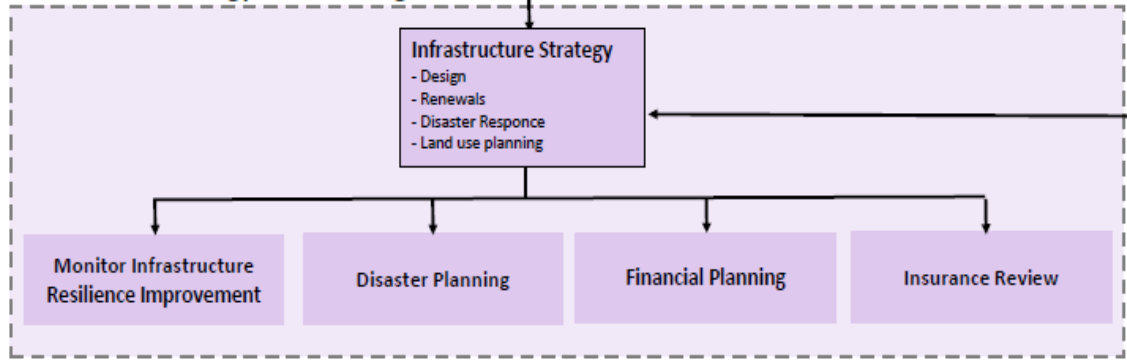 Infrastructure Strategy
- Design
- Renewals
- Disaster Responce
- Land use planning
Monitor Infrastructure
Resilience Improvement
Disaster Planning
Financial Planning
Insurance Review